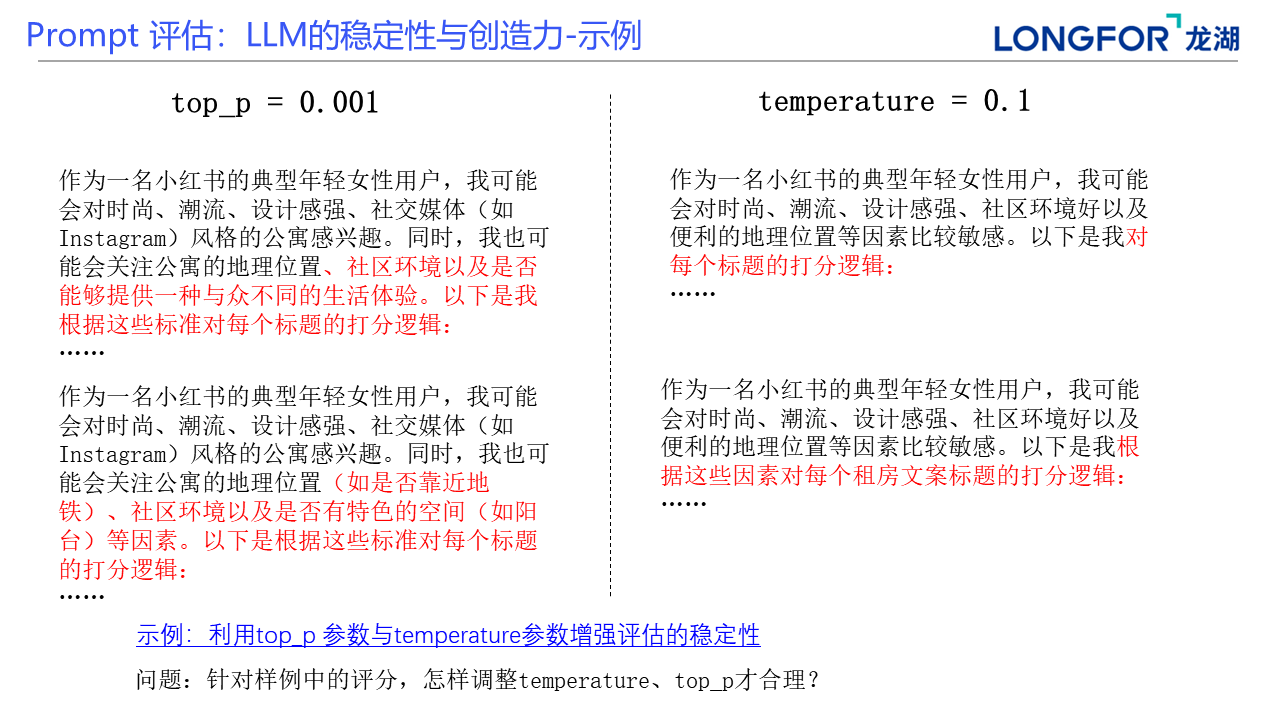 Prompt 评估：LLM的稳定性与创造力-示例
LONGFOR 龙湖
top_p = 0.001
作为一名小红书的典型年轻女性用户，我可能
会对时尚、潮流、设计感强、社交媒体（如
Instagram）风格的公寓感兴趣。同时，我也可
能会关注公寓的地理位置、社区环境以及是否
能够提供一种与众不同的生活体验。以下是我
根据这些标准对每个标题的打分逻辑：
……
作为一名小红书的典型年轻女性用户，我可能
会对时尚、潮流、设计感强、社交媒体（如
Instagram）风格的公寓感兴趣。同时，我也可
能会关注公寓的地理位置（如是否靠近地
铁）、社区环境以及是否有特色的空间（如阳
台）等因素。以下是根据这些标准对每个标题
的打分逻辑：
……
temperature = 0.1
作为一名小红书的典型年轻女性用户，我可能
会对时尚、潮流、设计感强、社区环境好以及
便利的地理位置等因素比较敏感。以下是我对
每个标题的打分逻辑：
……
作为一名小红书的典型年轻女性用户，我可能
会对时尚、潮流、设计感强、社区环境好以及
便利的地理位置等因素比较敏感。以下是我根
据这些因素对每个租房文案标题的打分逻辑：
……
示例：利用top_p 参数与temperature参数增强评估的稳定性
问题：针对样例中的评分，怎样调整temperature、top_p才合理？